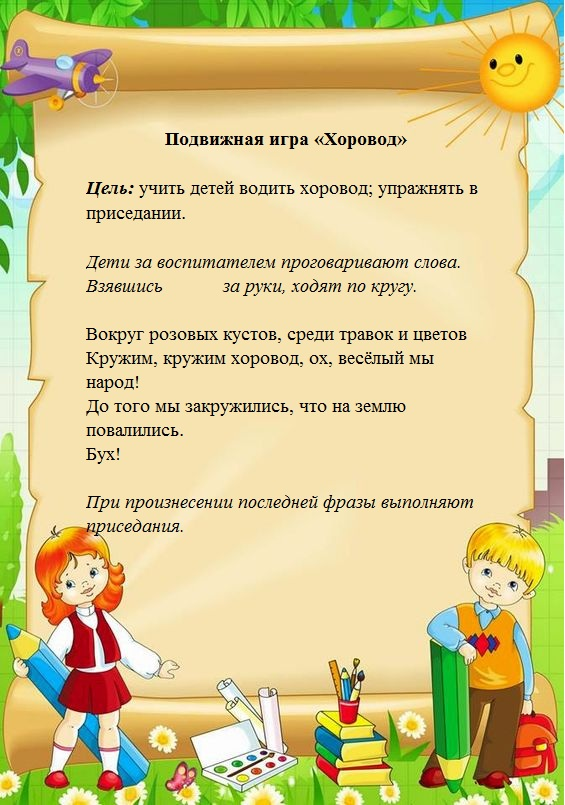 Подвижная игра «Хоровод»
Цель: учить детей водить хоровод; упражнять в
приседании.
Дети за воспитателем проговаривают слова.
Взявшись за руки, ходят по кругу.
Вокруг розовых кустов, среди травок и цветов
Кружим, кружим хоровод, ох, весёлый мы
народ!
До того мы закружились, что на землю
повалились.
Бух!
При произнесении последней фразы выполняют
приседания.